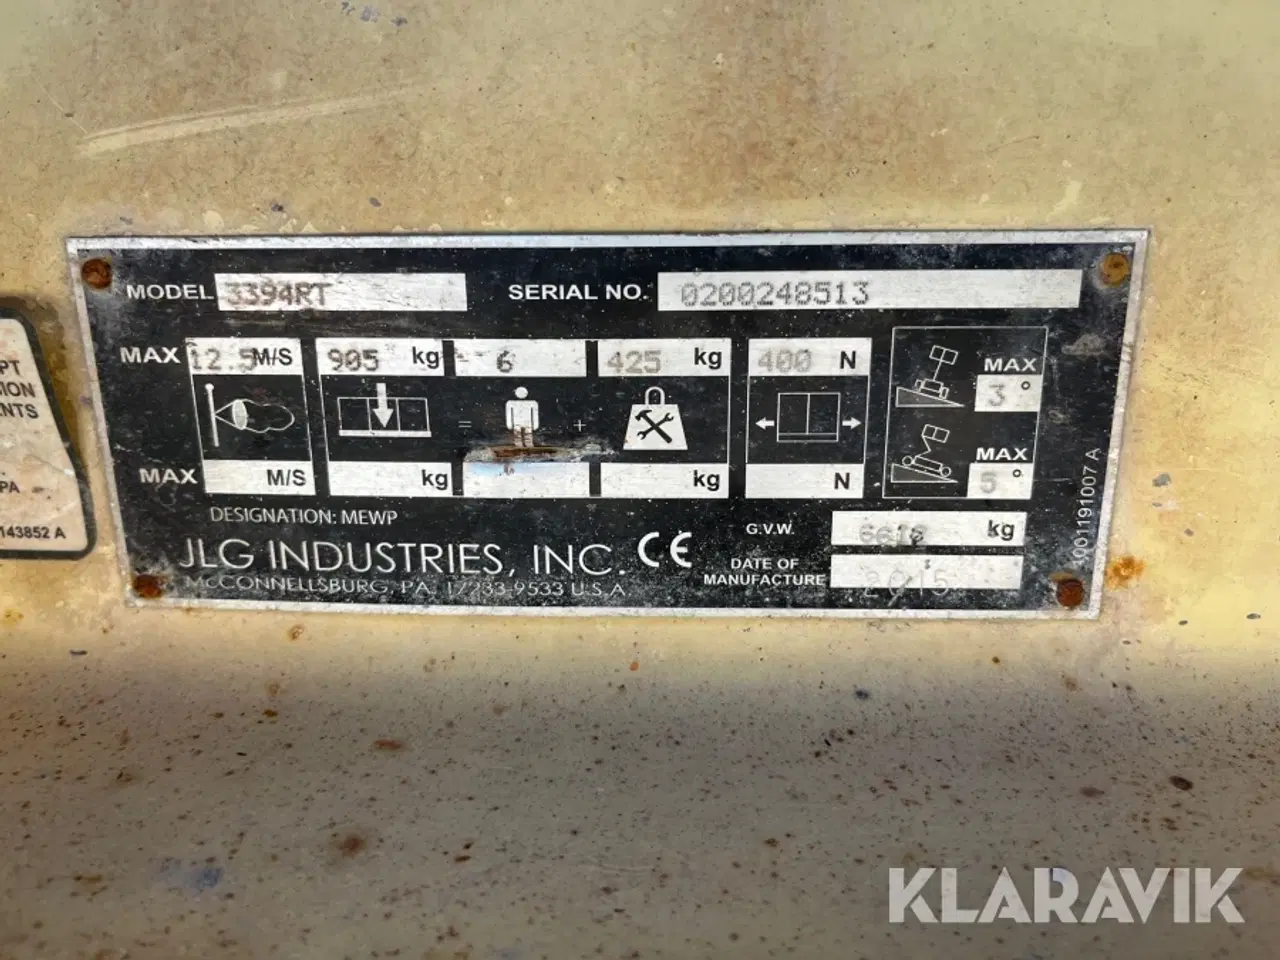 MODEL 3394RT SERIAL NO. 0200248513
MAX 12.5 M/S 905 kg 6 425 kg 400 N
MAX 3°
= +
MAX 5°
MAX M/S kg kg N
DESIGNATION: MEWP
G.V.W. kg
JLG INDUSTRIES, INC. CE
DATE OF
MANUFACTURE 2015
McCONNELLSBURG, PA. 17233-9533 U.S.A.
1001191007 A
PT
ION
ENTS
PA
143852 A
KLARAVIK